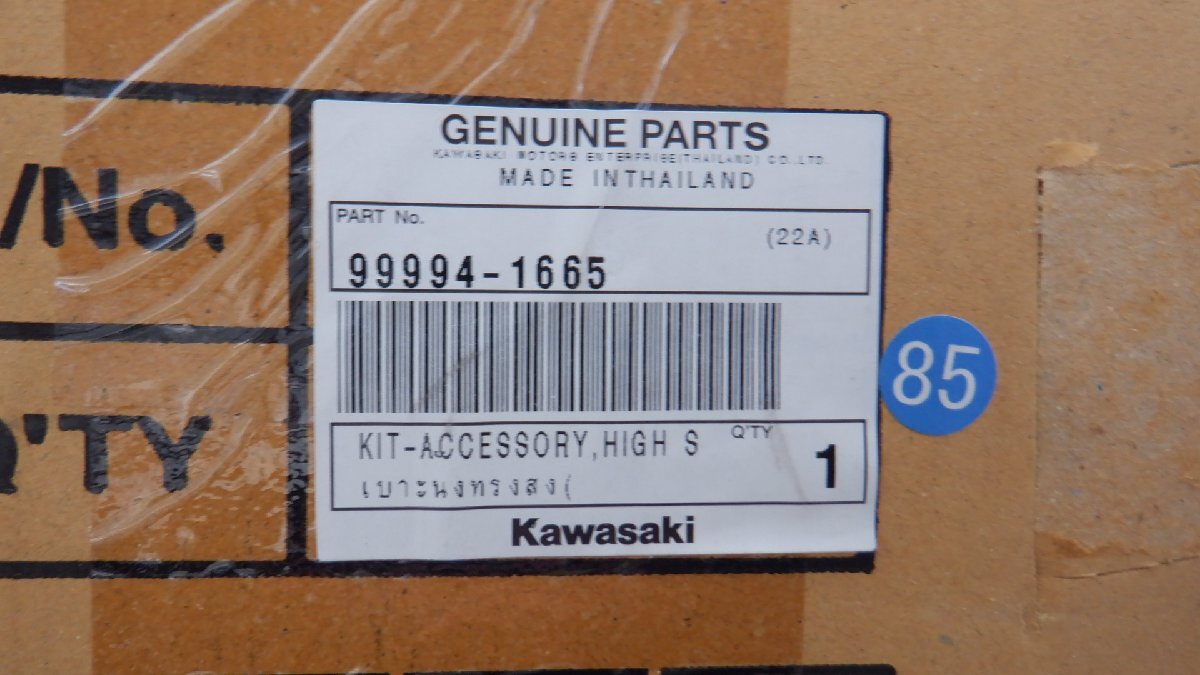 /No.
Q'TY
GENUINE PARTS
KAWASAKI MOTORS ENTERPRISE(THAILAND) CO.,LTD.
MADE INTHAILAND
PART No.
(22A)
99994-1665
KIT-ACCESSORY,HIGH S
Q'TY
1
เบาะนงทรงสง(
Kawasaki
85